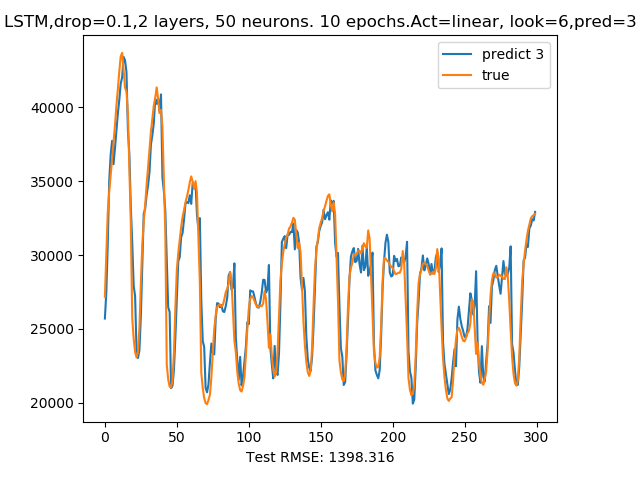 LSTM,drop=0.1,2 layers, 50 neurons. 10 epochs.Act=linear, look=6,pred=3
predict 3
true
40000
35000
30000
25000
20000
0 50 100 150 200 250 300
Test RMSE: 1398.316